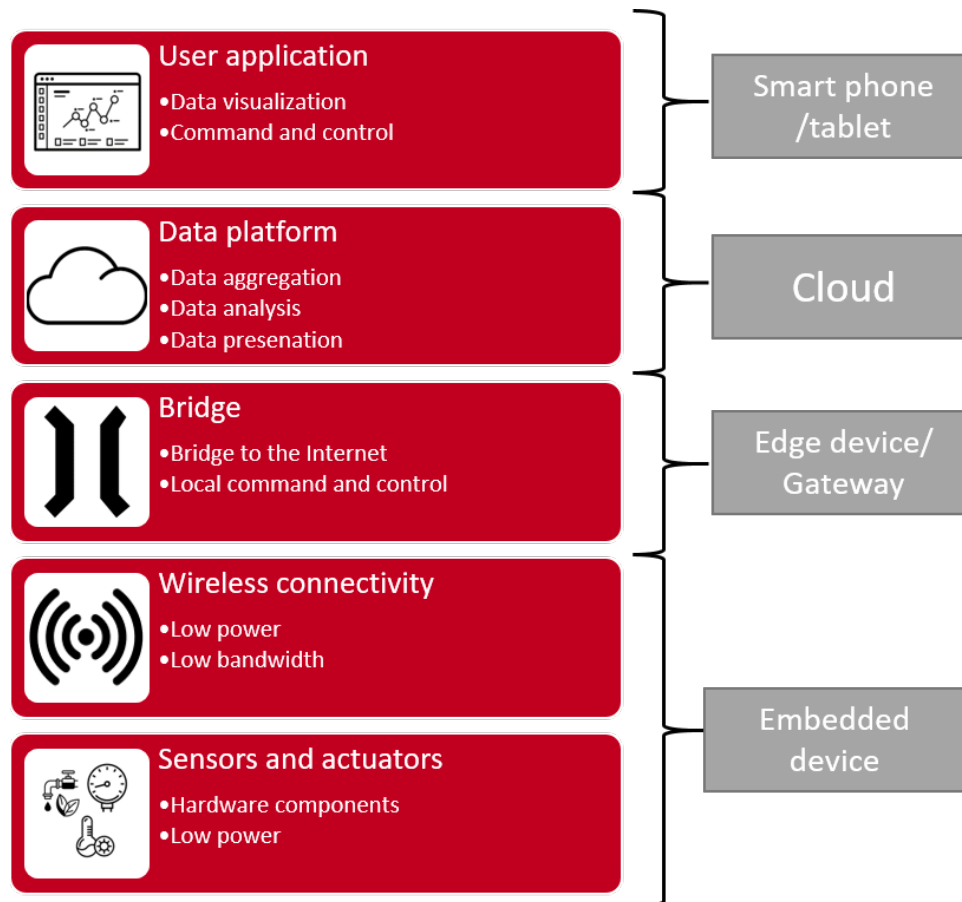 User application
•Data visualization
•Command and control
Smart phone
/tablet
Data platform
•Data aggregation
•Data analysis
•Data presenation
Cloud
Bridge
•Bridge to the Internet
•Local command and control
Edge device/
Gateway
Wireless connectivity
•Low power
•Low bandwidth
Sensors and actuators
•Hardware components
•Low power
Embedded
device